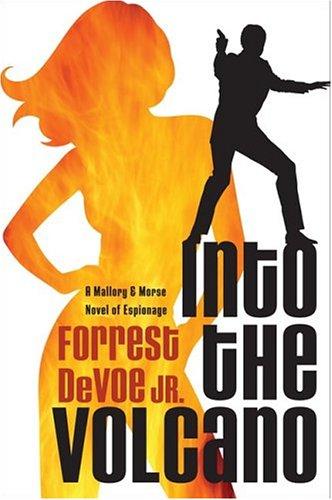 A Mallory & Morse
Novel of Espionage
Forrest
DeVoe Jr.
Into
the
Volcano